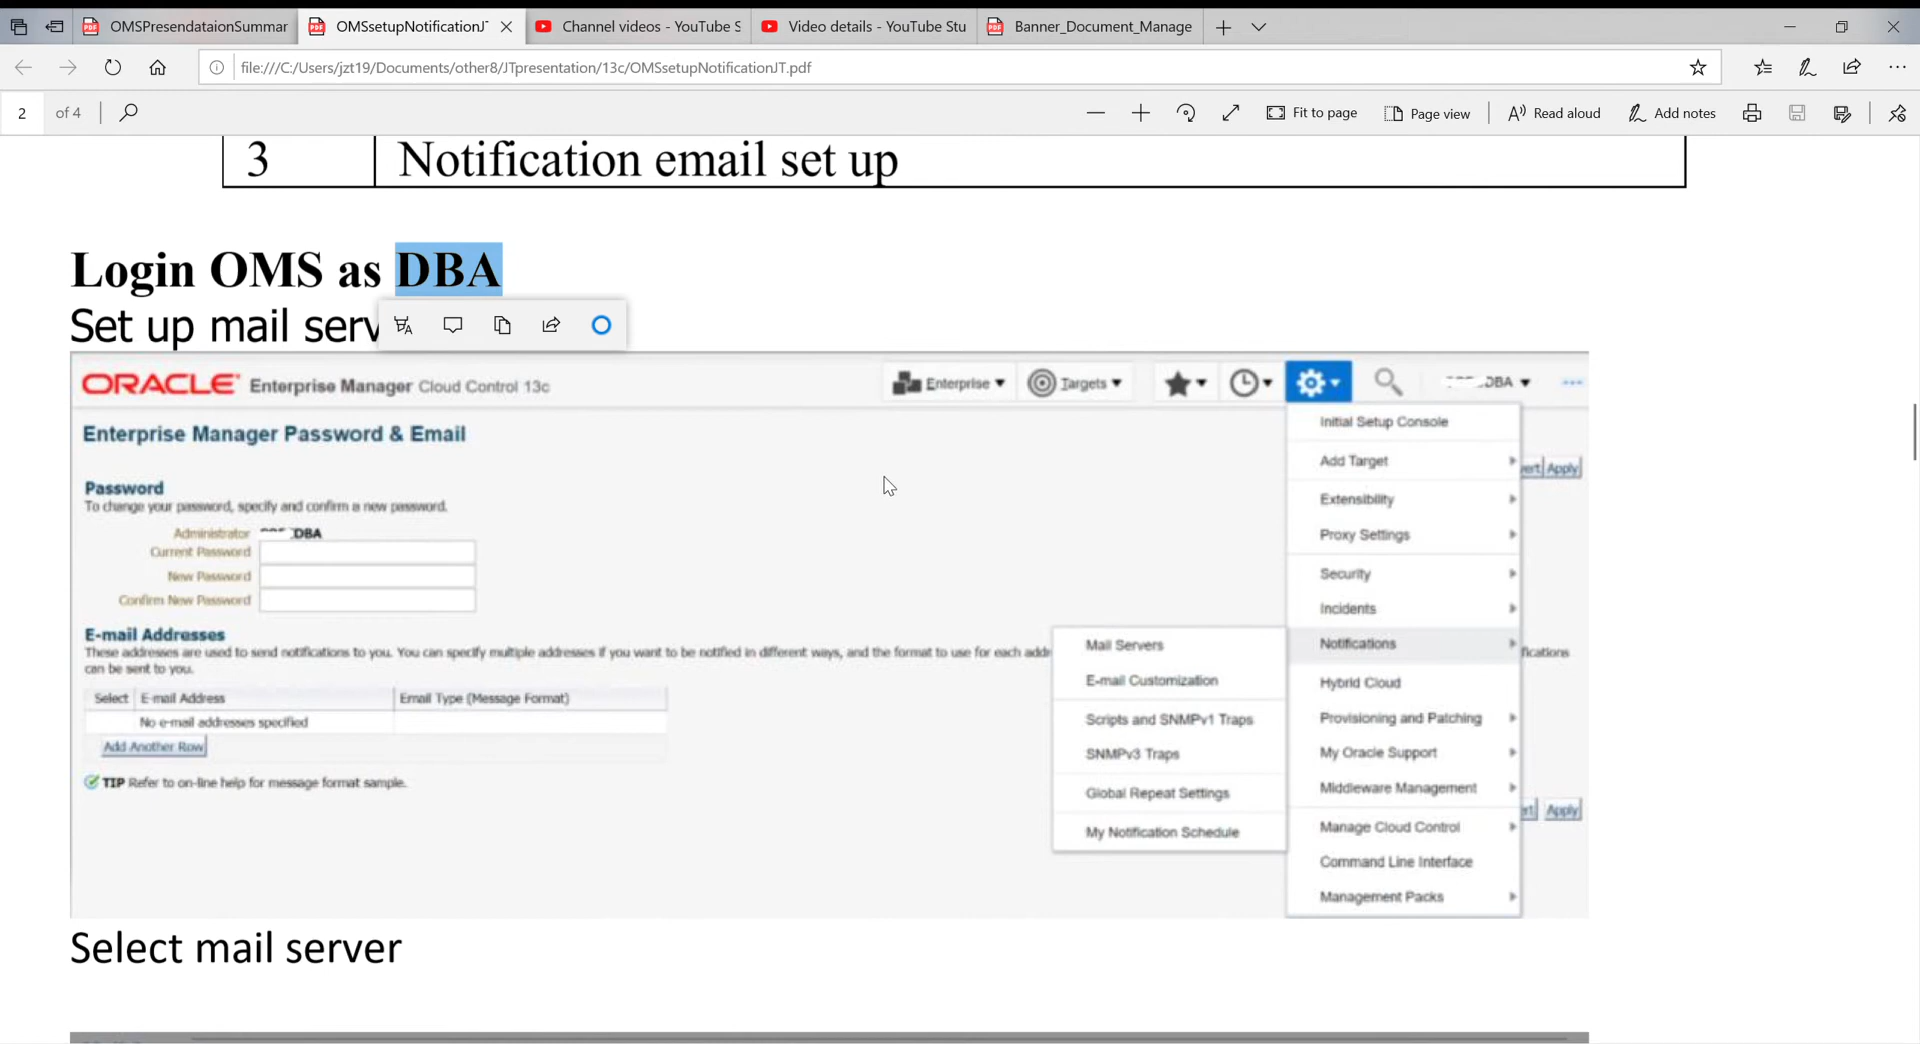 OMSPresendataionSummar
OMSsetupNotificationJT
Channel videos - YouTube S
Video details - YouTube Stu
Banner_Document_Manage
file:///C:/Users/jzt19/Documents/other8/JTpresentation/13c/OMSsetupNotificationJT.pdf
2 of 4
Fit to page
Page view
Read aloud
Add notes
3 Notification email set up
Login OMS as DBA
Set up mail serv
ORACLE Enterprise Manager Cloud Control 13c
Enterprise
Targets
DBA
Enterprise Manager Password & Email
Password
To change your password, specify and confirm a new password.
Administrator DBA
Current Password
New Password
Confirm New Password
E-mail Addresses
These addresses are used to send notifications to you. You can specify multiple addresses if you want to be notified in different ways, and the format to use for each addr
fications
can be sent to you.
Select E-mail Address Email Type (Message Format)
No e-mail addresses specified
Add Another Row
TIP Refer to on-line help for message format sample.
Initial Setup Console
Add Target
vert Apply
Extensibility
Proxy Settings
Security
Incidents
Notifications
Hybrid Cloud
Provisioning and Patching
My Oracle Support
Middleware Management
rt Apply
Manage Cloud Control
Command Line Interface
Management Packs
Mail Servers
E-mail Customization
Scripts and SNMPv1 Traps
SNMPv3 Traps
Global Repeat Settings
My Notification Schedule
Select mail server